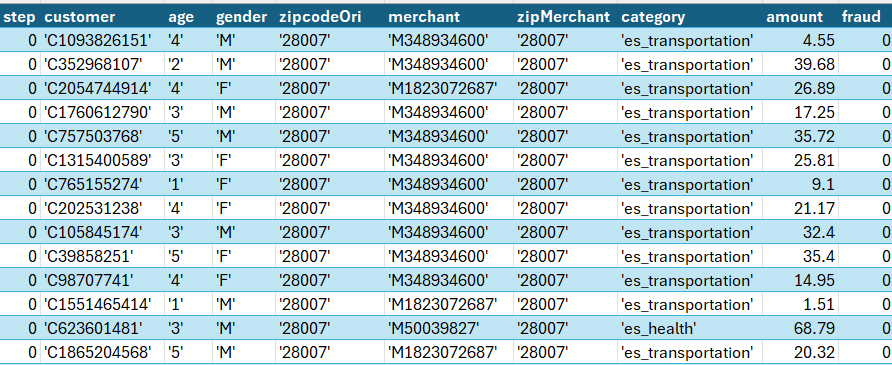 step customer age gender zipcodeOri merchant zipMerchant category amount fraud
0 'C1093826151' '4' 'M' '28007' 'M348934600' '28007' 'es_transportation' 4.55 0
0 'C352968107' '2' 'M' '28007' 'M348934600' '28007' 'es_transportation' 39.68 0
0 'C2054744914' '4' 'F' '28007' 'M1823072687' '28007' 'es_transportation' 26.89 0
0 'C1760612790' '3' 'M' '28007' 'M348934600' '28007' 'es_transportation' 17.25 0
0 'C757503768' '5' 'M' '28007' 'M348934600' '28007' 'es_transportation' 35.72 0
0 'C1315400589' '3' 'F' '28007' 'M348934600' '28007' 'es_transportation' 25.81 0
0 'C765155274' '1' 'F' '28007' 'M348934600' '28007' 'es_transportation' 9.1 0
0 'C202531238' '4' 'F' '28007' 'M348934600' '28007' 'es_transportation' 21.17 0
0 'C105845174' '3' 'M' '28007' 'M348934600' '28007' 'es_transportation' 32.4 0
0 'C39858251' '5' 'F' '28007' 'M348934600' '28007' 'es_transportation' 35.4 0
0 'C98707741' '4' 'F' '28007' 'M348934600' '28007' 'es_transportation' 14.95 0
0 'C1551465414' '1' 'M' '28007' 'M1823072687' '28007' 'es_transportation' 1.51 0
0 'C623601481' '3' 'M' '28007' 'M50039827' '28007' 'es_health' 68.79 0
0 'C1865204568' '5' 'M' '28007' 'M1823072687' '28007' 'es_transportation' 20.32 0